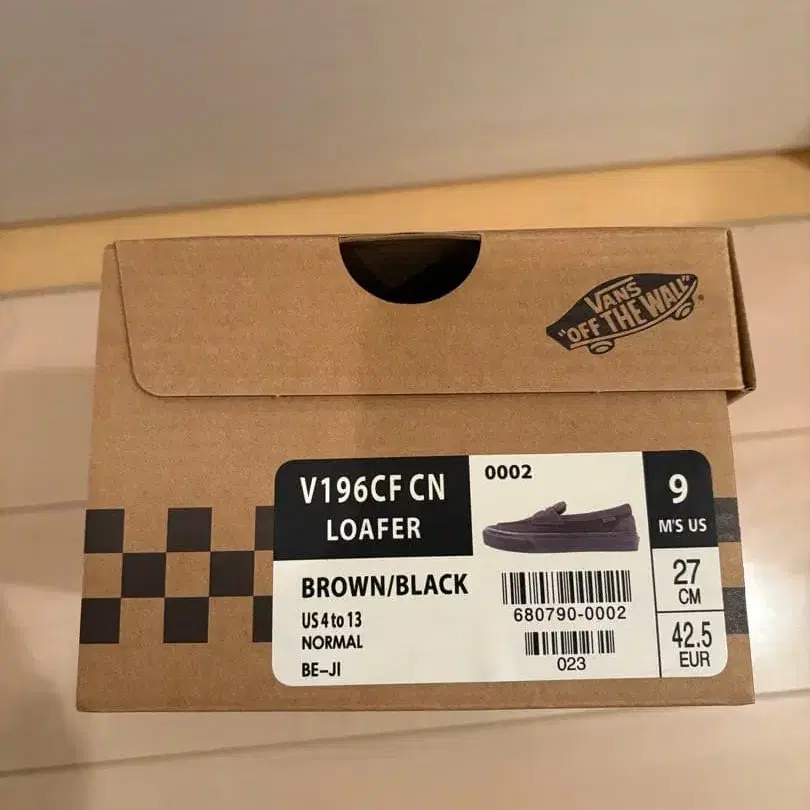 VANS
"OFF THE WALL"
V196CF CN
LOAFER
0002
9
M'S US
BROWN/BLACK
US 4 to 13
NORMAL
BE-JI
680790-0002
023
27
CM
42.5
EUR